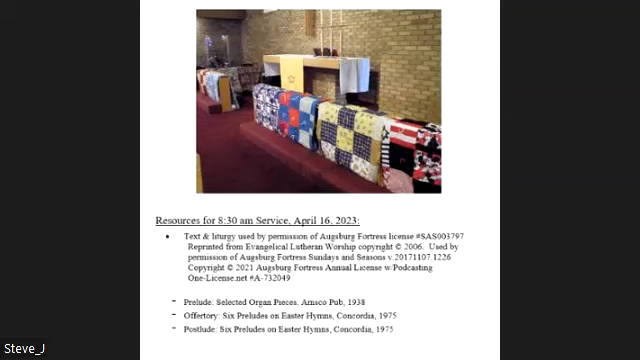 Resources for 8:30 am Service, April 16, 2023:
• Text & liturgy used by permission of Augsburg Fortress license #SAS003797
Reprinted from Evangelical Lutheran Worship copyright © 2006. Used by
permission of Augsburg Fortress Sundays and Seasons v.20171107.1226
Copyright © 2021 Augsburg Fortress Annual License w/Podcasting
One-License.net #A-732049
- Prelude: Selected Organ Pieces. Amsco Pub, 1938
- Offertory: Six Preludes on Easter Hymns, Concordia, 1975
- Postlude: Six Preludes on Easter Hymns, Concordia, 1975
Steve_J